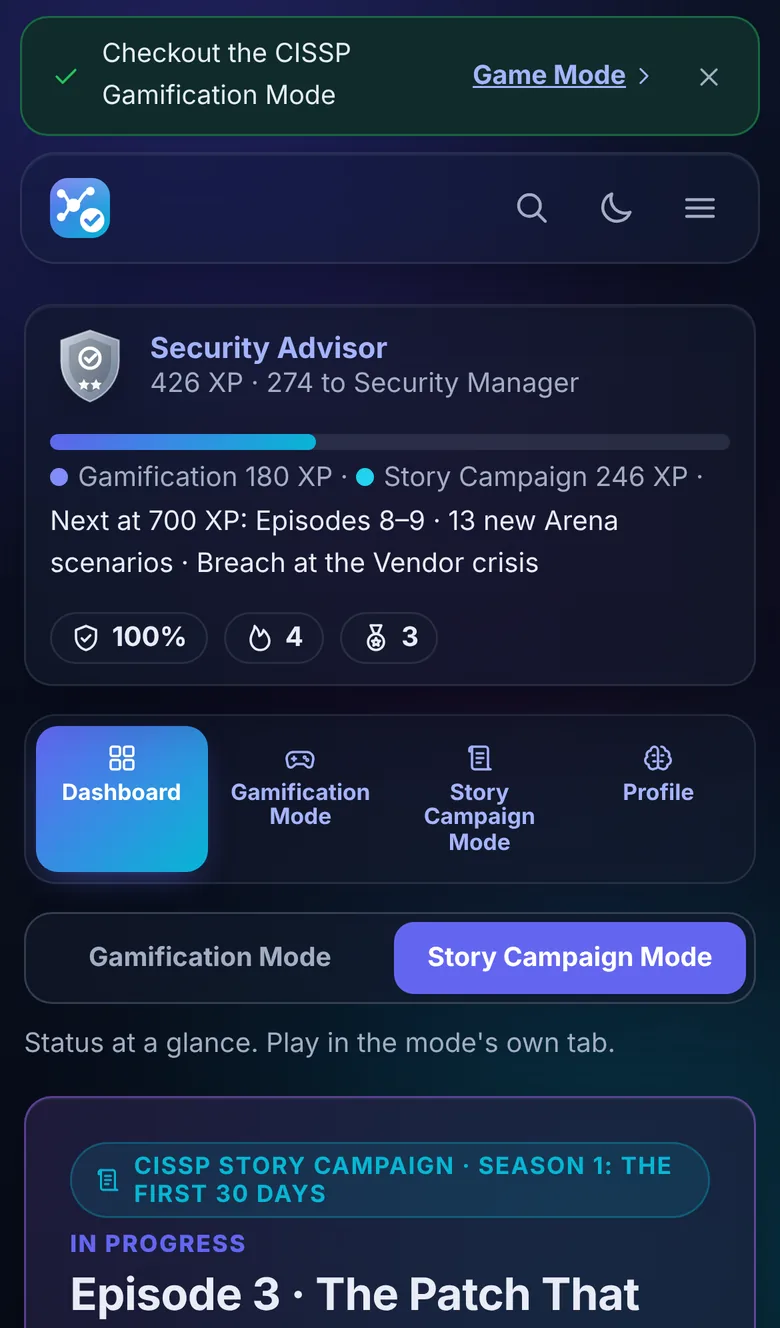 Checkout the CISSP
Gamification Mode
Game Mode
Security Advisor
426 XP · 274 to Security Manager
Gamification 180 XP · Story Campaign 246 XP ·
Next at 700 XP: Episodes 8–9 · 13 new Arena
scenarios · Breach at the Vendor crisis
100% 4 3
Dashboard
Gamification
Mode
Story
Campaign
Mode
Profile
Gamification Mode
Story Campaign Mode
Status at a glance. Play in the mode's own tab.
CISSP STORY CAMPAIGN · SEASON 1: THE
FIRST 30 DAYS
IN PROGRESS
Episode 3 · The Patch That